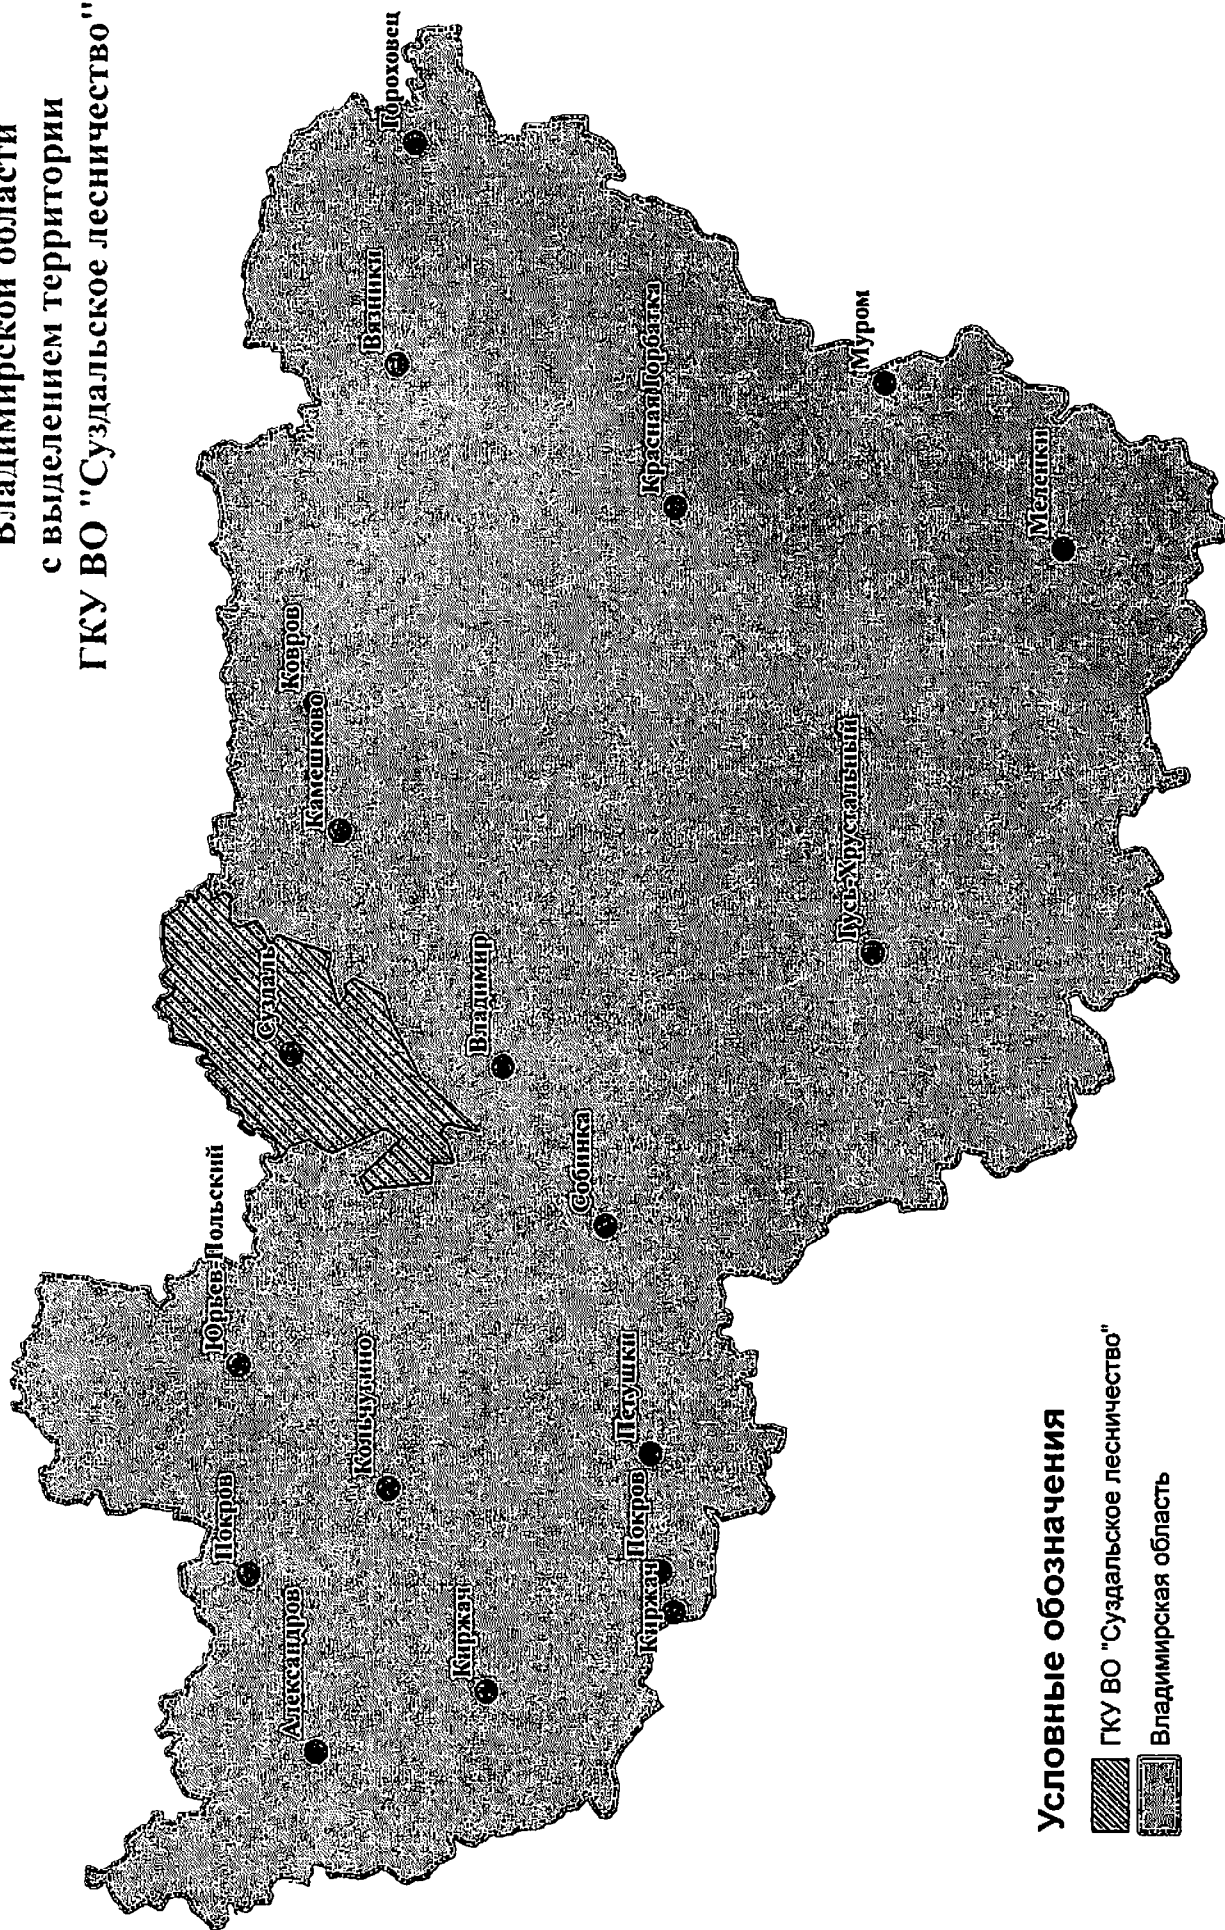 Владимирской области
с выделением территории
ГКУ ВО "Суздальское лесничество"
Гороховец
Вязники
Красная Горбатка
Муром
Меленки
Ковров
Камешково
Суздаль
Владимир
Гусь-Хрустальный
Собинка
Юрьев-Польский
Кольчугино
Петушки
Покров
Покров
Киржач
Киржач
Александров
Условные обозначения
ГКУ ВО "Суздальское лесничество"
Владимирская область